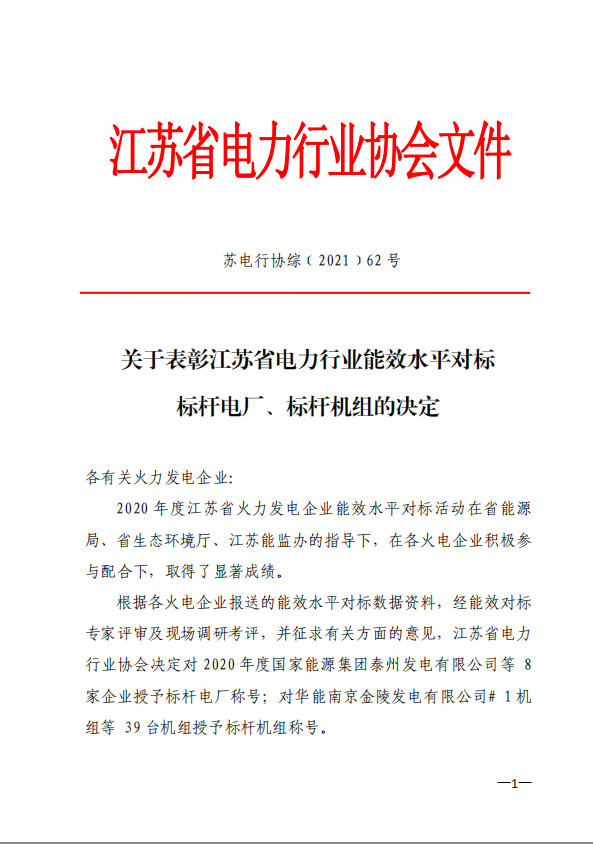 江苏省电力行业协会文件
苏电行协综﹝2021﹞62 号
关于表彰江苏省电力行业能效水平对标
标杆电厂、标杆机组的决定
各有关火力发电企业:
2020 年度江苏省火力发电企业能效水平对标活动在省能源
局、省生态环境厅、江苏能监办的指导下，在各火电企业积极参
与配合下，取得了显著成绩。
根据各火电企业报送的能效水平对标数据资料，经能效对标
专家评审及现场调研考评，并征求有关方面的意见，江苏省电力
行业协会决定对 2020 年度国家能源集团泰州发电有限公司等 8
家企业授予标杆电厂称号；对华能南京金陵发电有限公司# 1 机
组等 39 台机组授予标杆机组称号。
—1—